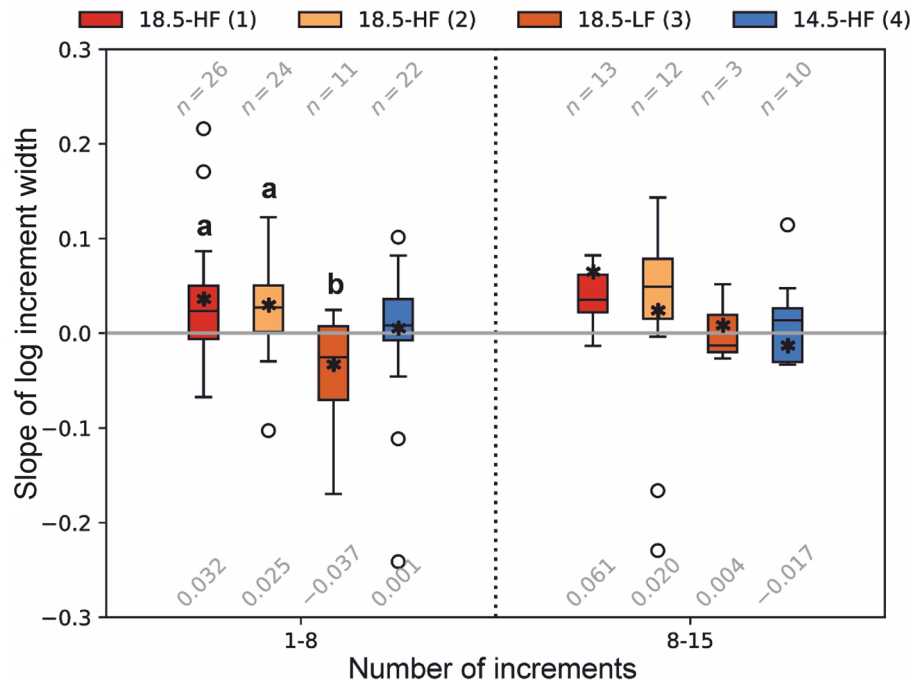 18.5-HF (1) 18.5-HF (2) 18.5-LF (3) 14.5-HF (4)
n = 26 n = 24 n = 11 n = 22 n = 13 n = 12 n = 3 n = 10
0.3
0.2
0.1
0.0
−0.1
−0.2
−0.3
Slope of log increment width
a a b
0.032 0.025 −0.037 0.001 0.061 0.020 0.004 −0.017
1-8 8-15
Number of increments